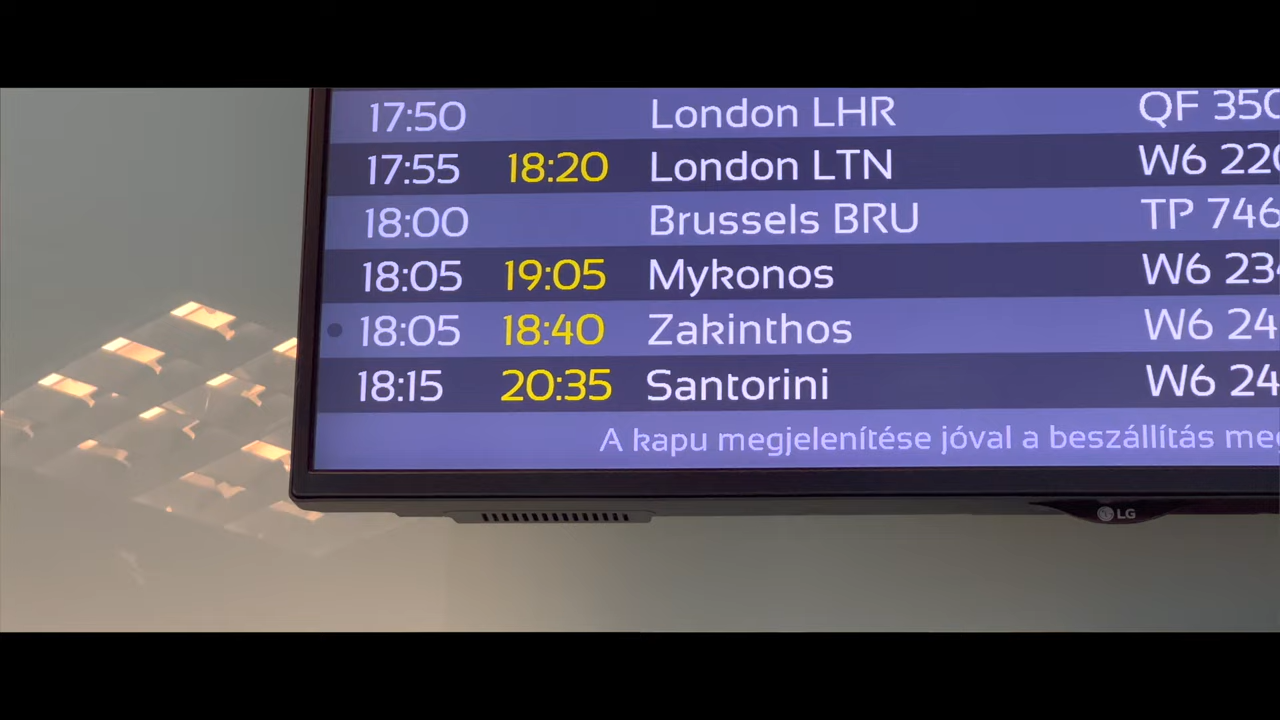 17:50 London LHR QF 350
17:55 18:20 London LTN W6 220
18:00 Brussels BRU TP 746
18:05 19:05 Mykonos W6 234
18:05 18:40 Zakinthos W6 24
18:15 20:35 Santorini W6 24
A kapu megjelenítése jóval a beszállítás
LG